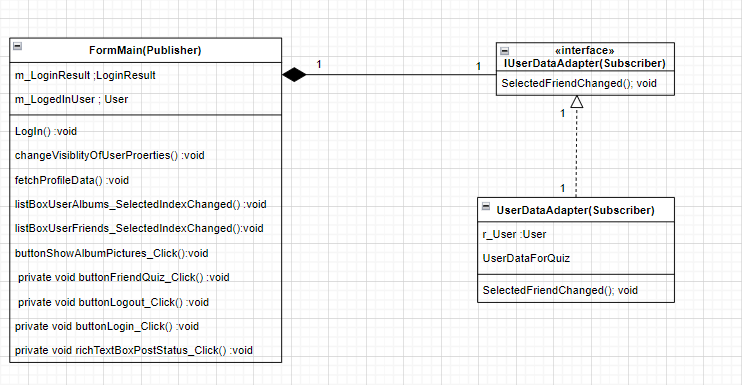 FormMain(Publisher)
m_LoginResult ;LoginResult
m_LogedInUser ; User
LogIn() :void
changeVisiblityOfUserProerties() :void
fetchProfileData() :void
listBoxUserAlbums_SelectedIndexChanged() :void
listBoxUserFriends_SelectedIndexChanged():void
buttonShowAlbumPictures_Click():void
private void buttonFriendQuiz_Click() :void
private void buttonLogout_Click() :void
private void buttonLogin_Click() :void
private void richTextBoxPostStatus_Click() :void
1
1
«interface»
IUserDataAdapter(Subscriber)
SelectedFriendChanged(); void
1
1
UserDataAdapter(Subscriber)
r_User :User
UserDataForQuiz
SelectedFriendChanged(); void